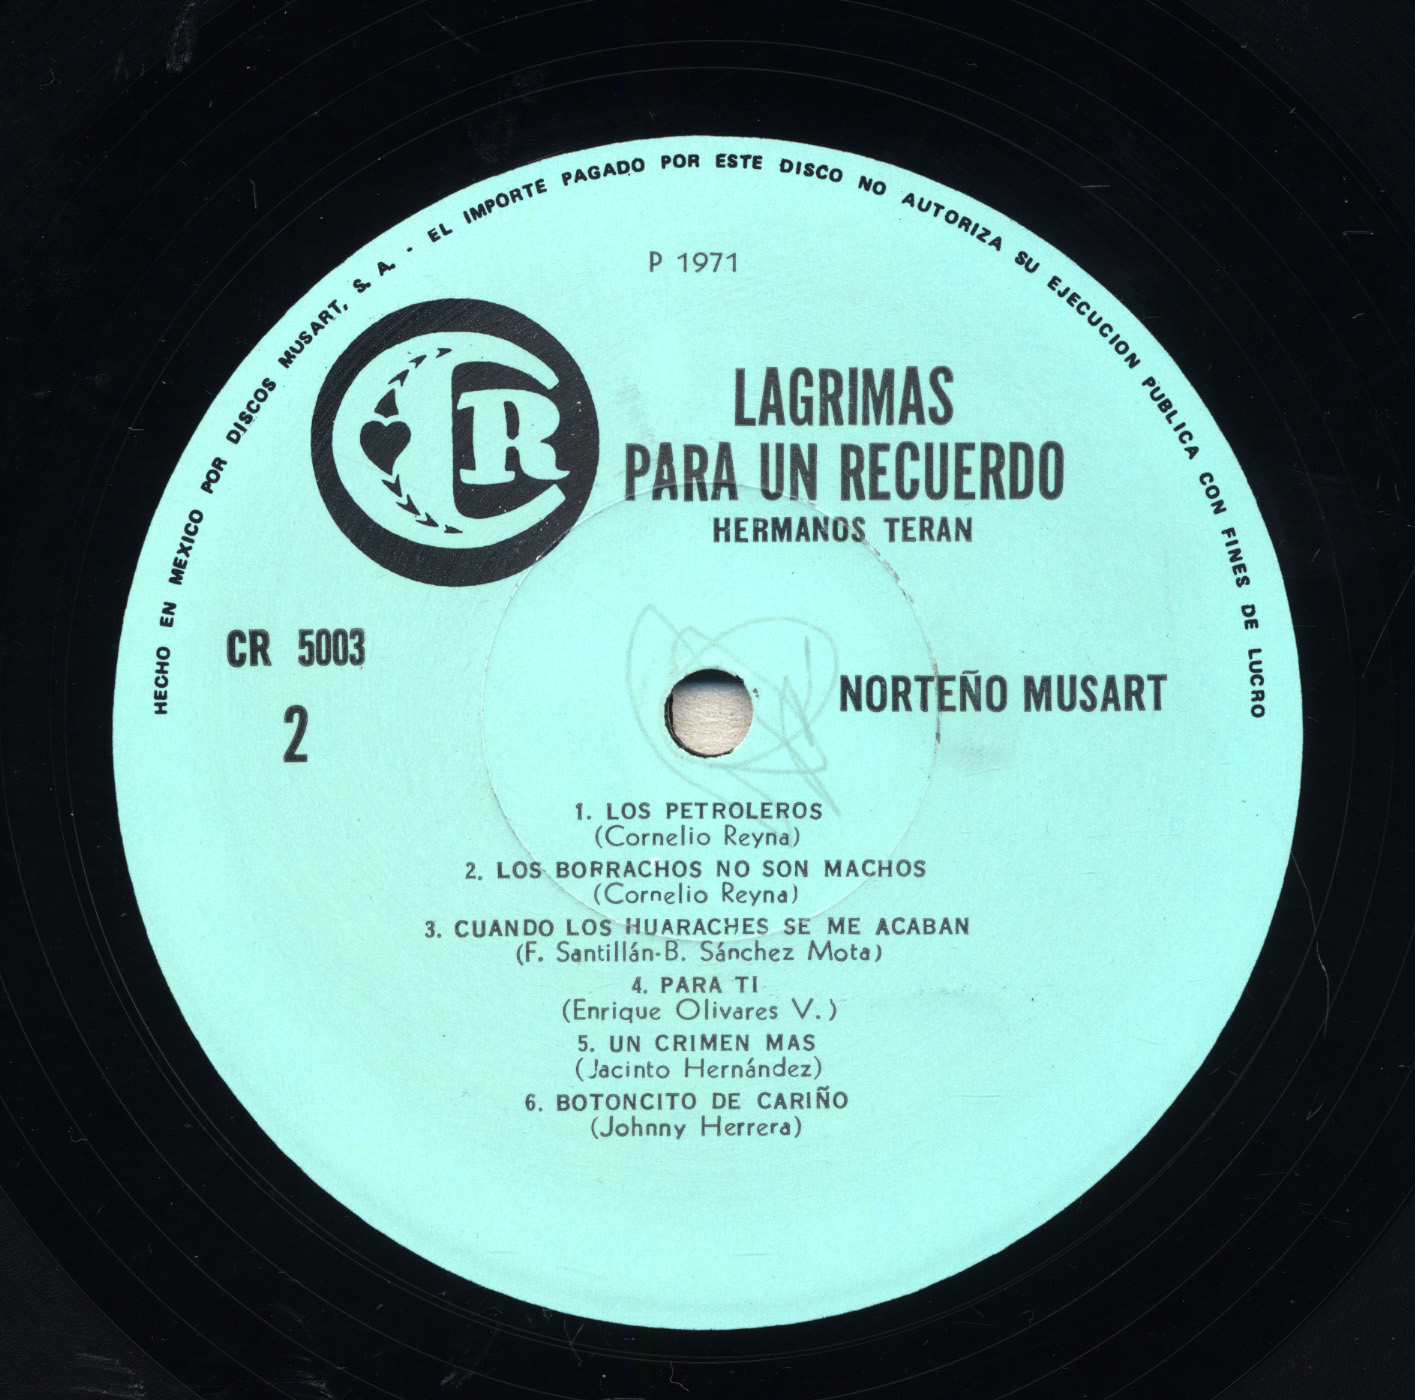 HECHO EN MEXICO POR DISCOS MUSART, S. A. - EL IMPORTE PAGADO POR ESTE DISCO NO AUTORIZA SU EJECUCION PUBLICA CON FINES DE LUCRO
P 1971
CR
LAGRIMAS
PARA UN RECUERDO
HERMANOS TERAN
CR 5003
2
NORTEÑO MUSART
1. LOS PETROLEROS
(Cornelio Reyna)
2. LOS BORRACHOS NO SON MACHOS
(Cornelio Reyna)
3. CUANDO LOS HUARACHES SE ME ACABAN
(F. Santillán-B. Sánchez Mota)
4. PARA TI
(Enrique Olivares V.)
5. UN CRIMEN MAS
(Jacinto Hernández)
6. BOTONCITO DE CARIÑO
(Johnny Herrera)